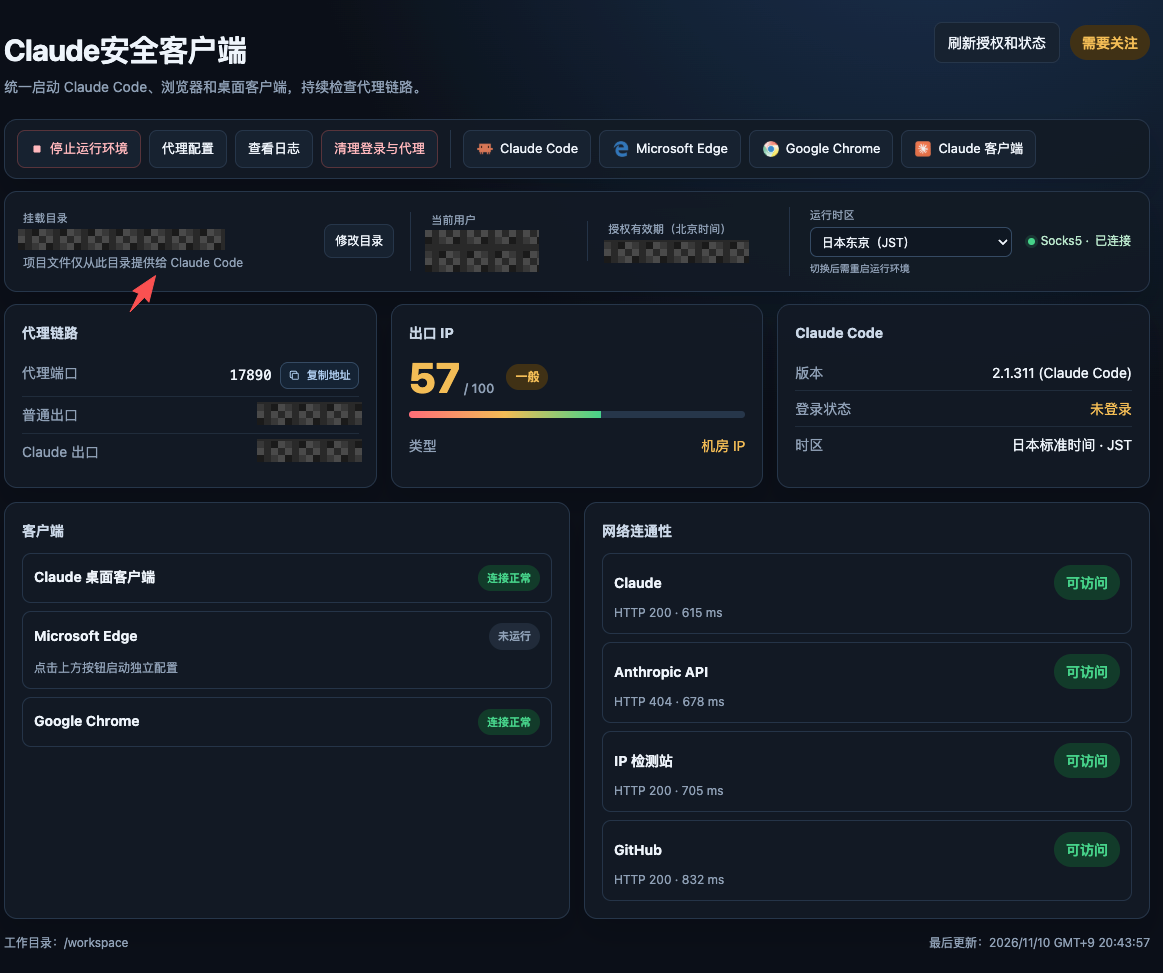 Claude安全客户端
统一启动 Claude Code、浏览器和桌面客户端，持续检查代理链路。
刷新授权和状态
需要关注
停止运行环境
代理配置
查看日志
清理登录与代理
Claude Code
Microsoft Edge
Google Chrome
Claude 客户端
挂载目录
项目文件仅从此目录提供给 Claude Code
修改目录
当前用户
授权有效期（北京时间）
运行时区
日本东京（JST）
切换后需重启运行环境
Socks5 · 已连接
代理链路
代理端口
17890
复制地址
普通出口
Claude 出口
出口 IP
57 / 100
一般
类型
机房 IP
Claude Code
版本
2.1.311 (Claude Code)
登录状态
未登录
时区
日本标准时间 · JST
客户端
Claude 桌面客户端
连接正常
Microsoft Edge
未运行
点击上方按钮启动独立配置
Google Chrome
连接正常
网络连通性
Claude
HTTP 200 · 615 ms
可访问
Anthropic API
HTTP 404 · 678 ms
可访问
IP 检测站
HTTP 200 · 705 ms
可访问
GitHub
HTTP 200 · 832 ms
可访问
工作目录：/workspace
最后更新：2026/11/10 GMT+9 20:43:57